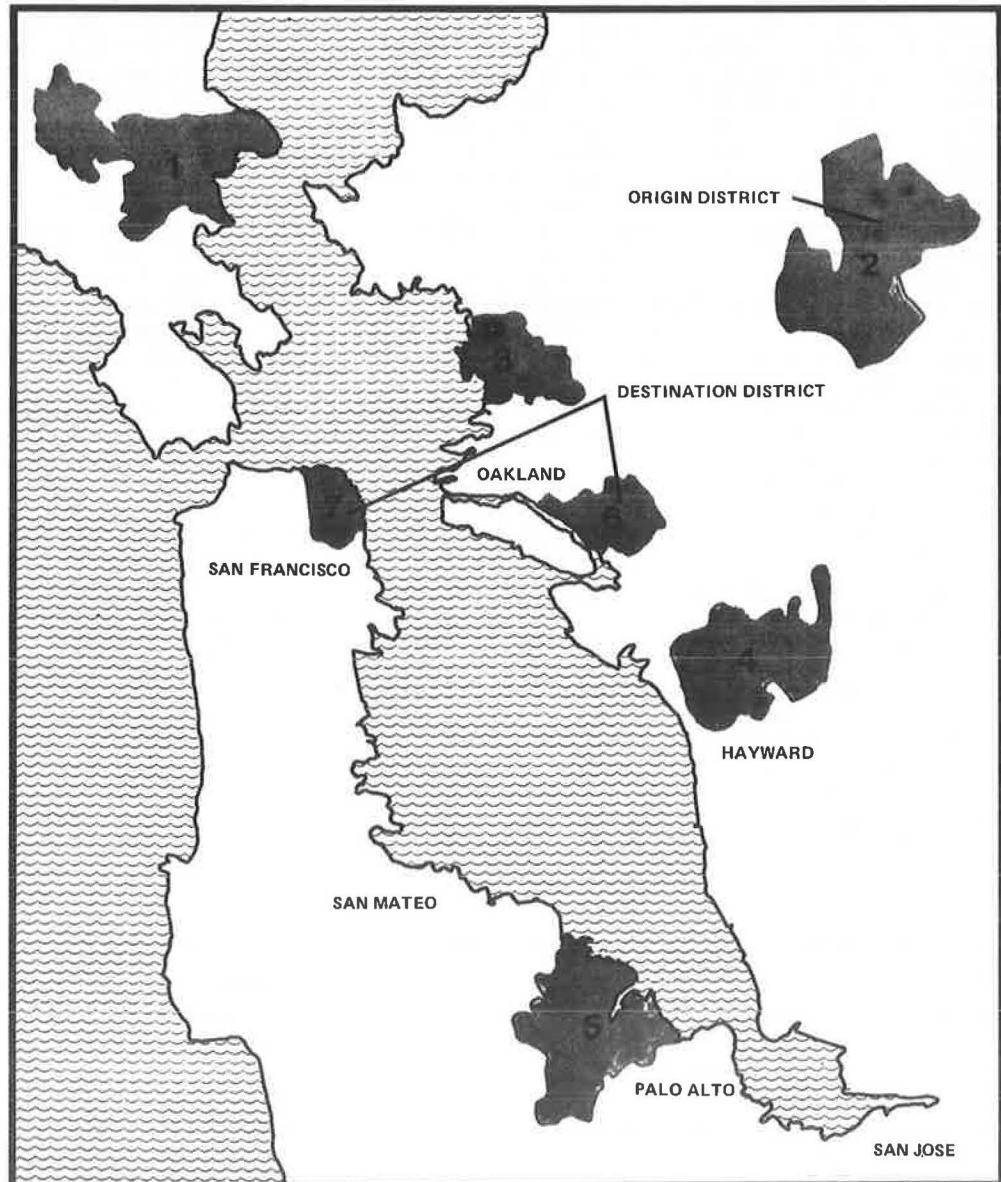 1
ORIGIN DISTRICT
2
3
DESTINATION DISTRICT
OAKLAND
7
6
SAN FRANCISCO
4
HAYWARD
SAN MATEO
5
PALO ALTO
SAN JOSE